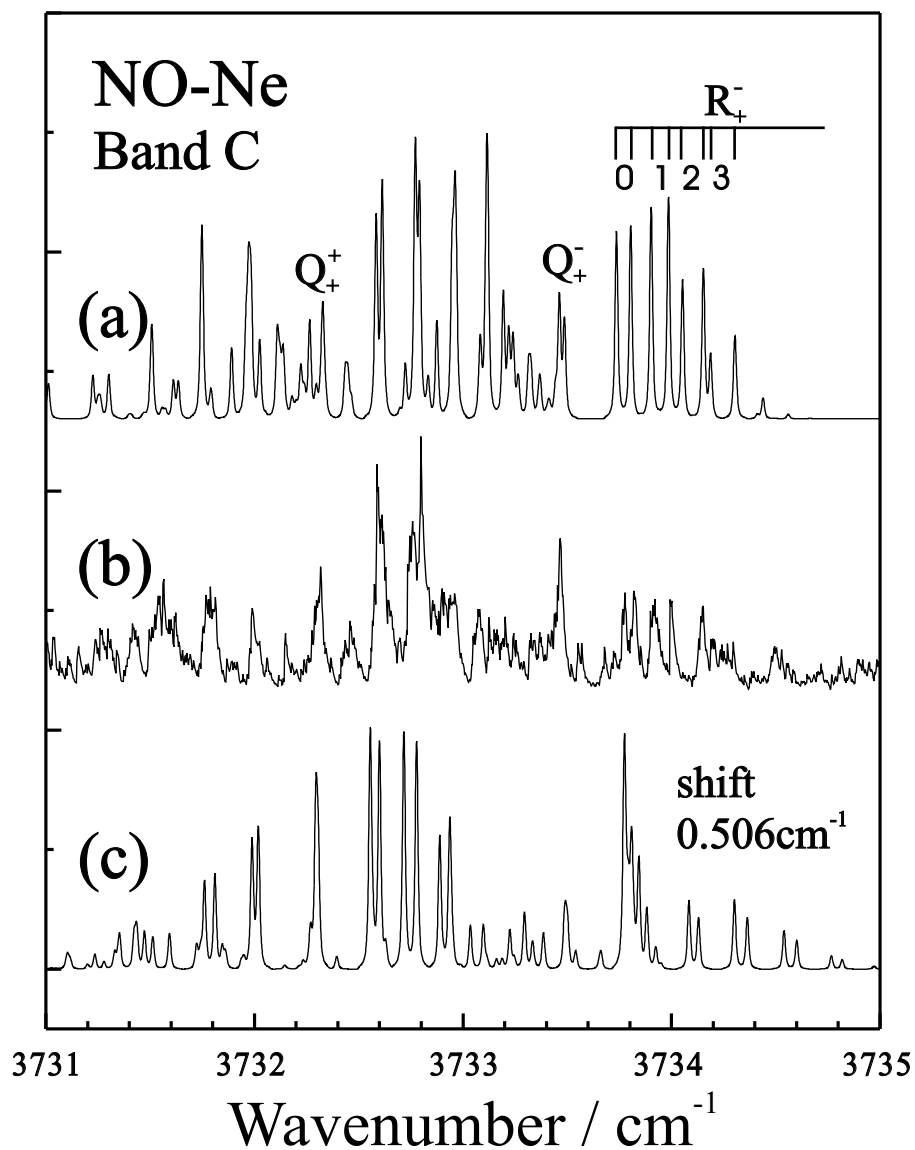 NO-Ne
Band C
R₊⁻
0 1 2 3
Q₊⁺
Q₊⁻
(a)
(b)
shift
0.506cm⁻¹
(c)
3731 3732 3733 3734 3735
Wavenumber / cm⁻¹